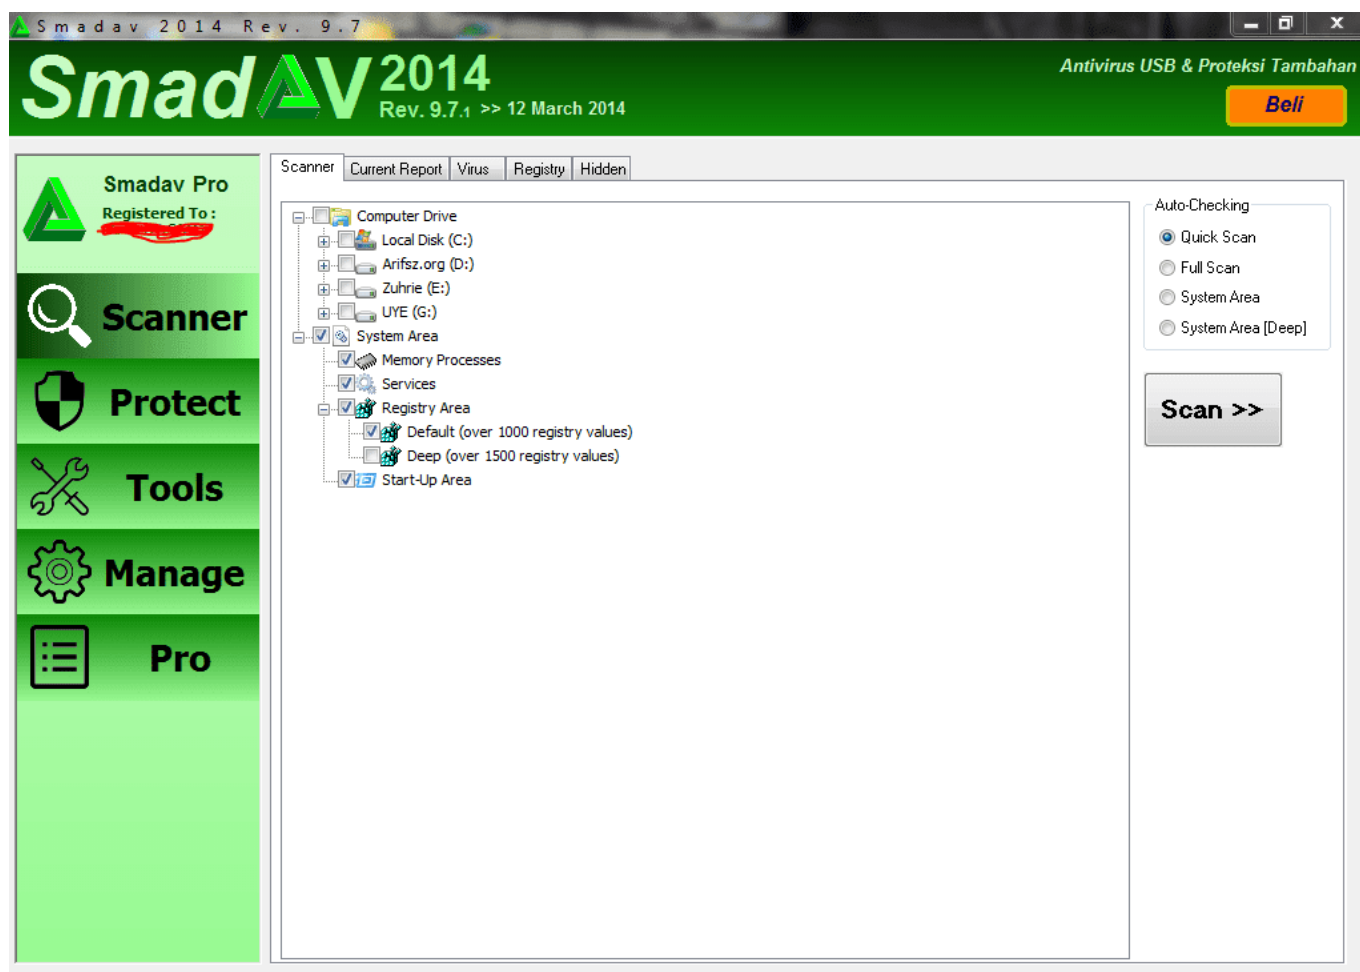 Smadav 2014 Rev. 9.7
SmadAV 2014
Rev. 9.7.1 >> 12 March 2014
Antivirus USB & Proteksi Tambahan
Beli
Smadav Pro
Registered To :
Scanner
Protect
Tools
Manage
Pro
Scanner Current Report Virus Registry Hidden
Computer Drive
Local Disk (C:)
Arifsz.org (D:)
Zuhrie (E:)
UYE (G:)
System Area
Memory Processes
Services
Registry Area
Default (over 1000 registry values)
Deep (over 1500 registry values)
Start-Up Area
Auto-Checking
Quick Scan
Full Scan
System Area
System Area [Deep]
Scan >>